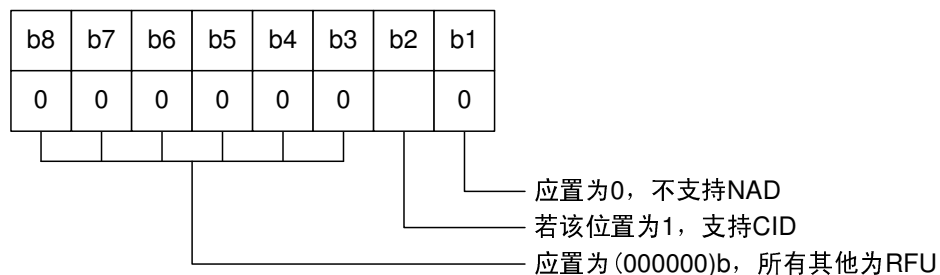 b8 b7 b6 b5 b4 b3 b2 b1
0 0 0 0 0 0 0
应置为0，不支持NAD
若该位置为1，支持CID
应置为(000000)b，所有其他为RFU